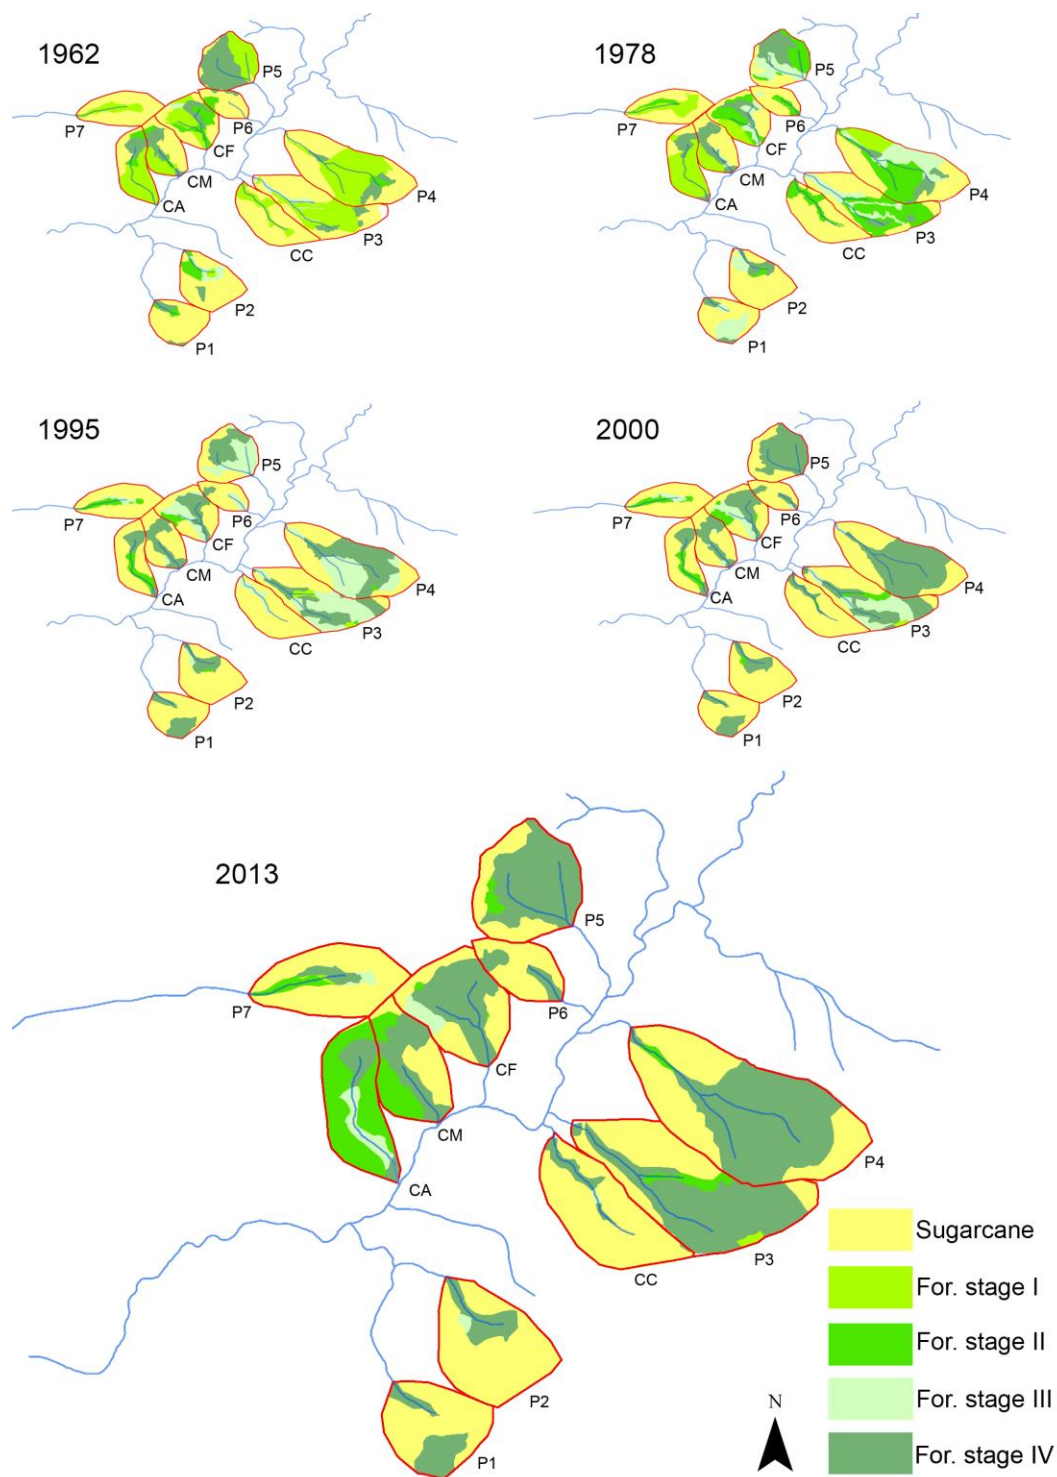 1962
P5
P7
P6
CF
CM
CA
P4
P3
CC
P2
P1
1978
P5
P7
P6
CF
CM
CA
P4
P3
CC
P2
P1
1995
P5
P7
P6
CF
CM
CA
P4
P3
CC
P2
P1
2000
P5
P7
P6
CF
CM
CA
P4
P3
CC
P2
P1
2013
P5
P7
P6
CF
CM
P4
CA
P3
CC
P2
P1
Sugarcane
For. stage I
For. stage II
For. stage III
For. stage IV
N